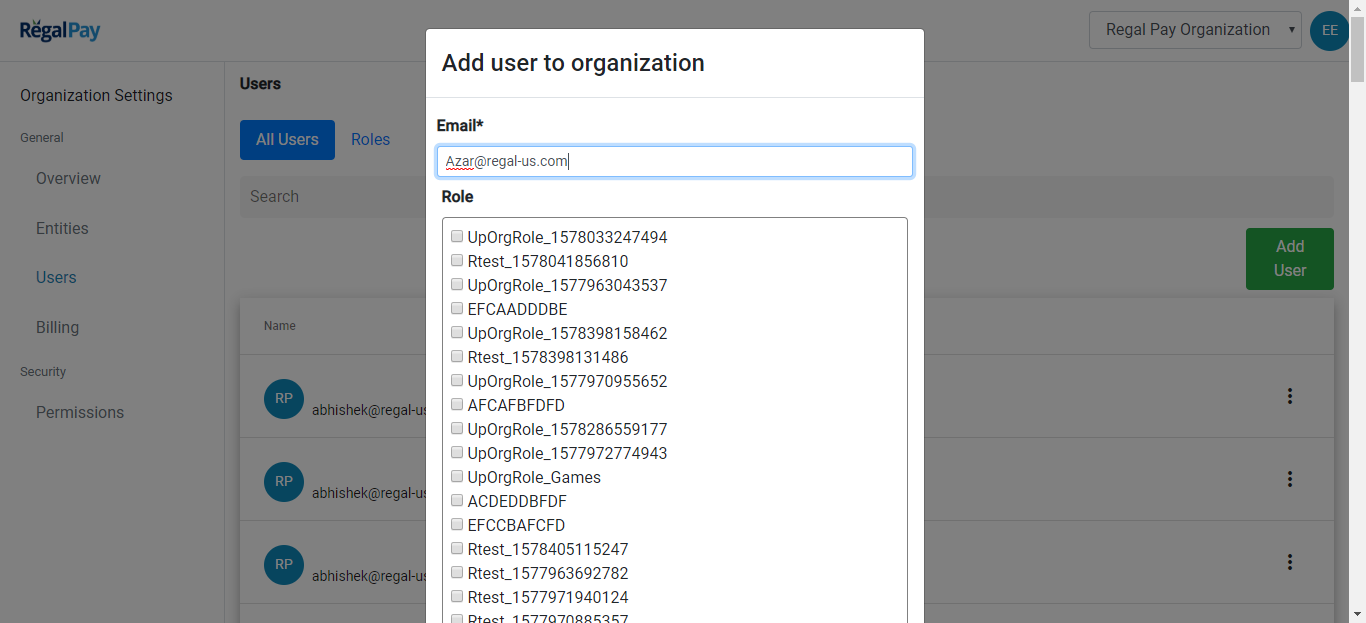 RegalPay
Regal Pay Organization
EE
Organization Settings
General
Overview
Entities
Users
Billing
Security
Permissions
Users
All Users
Roles
Search
Add
User
Name
RP
abhishek@regal-us
RP
abhishek@regal-us
RP
abhishek@regal-us
Add user to organization
Email*
Azar@regal-us.com
Role
UpOrgRole_1578033247494
Rtest_1578041856810
UpOrgRole_1577963043537
EFCAADDDBE
UpOrgRole_1578398158462
Rtest_1578398131486
UpOrgRole_1577970955652
AFCAFBFDFD
UpOrgRole_1578286559177
UpOrgRole_1577972774943
UpOrgRole_Games
ACDEDDBFDF
EFCCBAFCFD
Rtest_1578405115247
Rtest_1577963692782
Rtest_1577971940124
Rtest_1577970885357